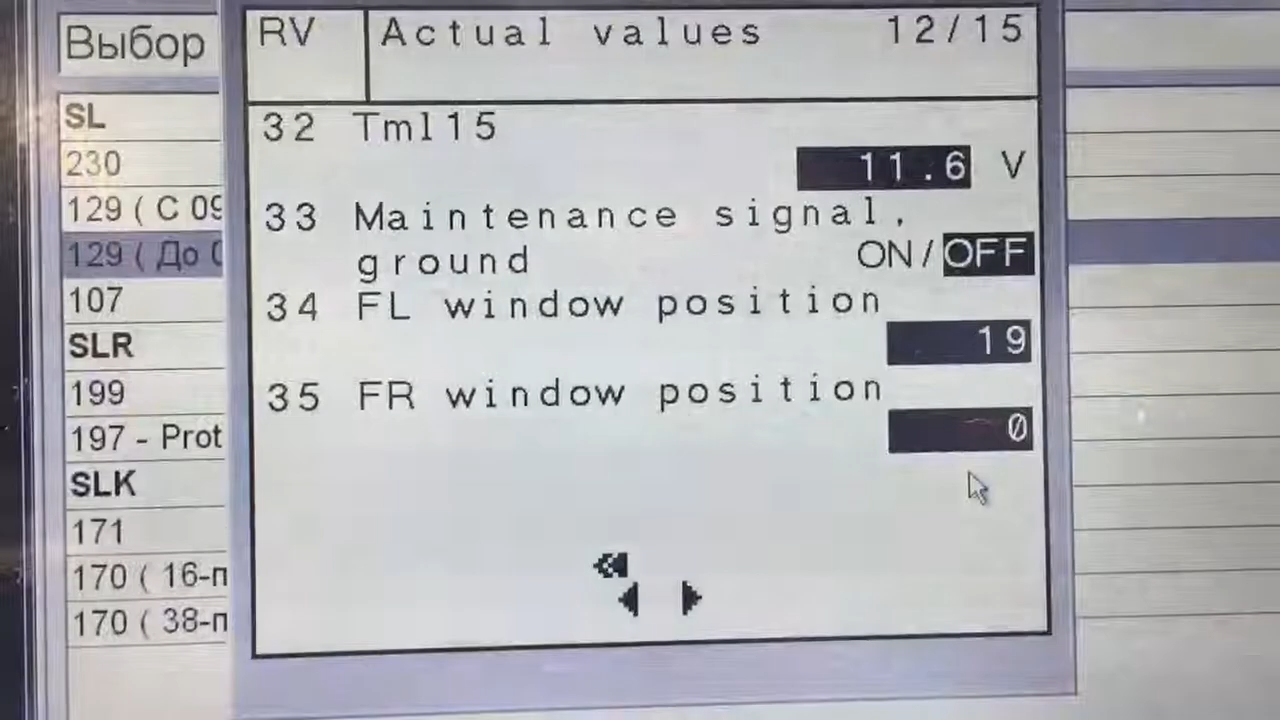 Выбор
SL
230
129 ( С 09
129 ( До
107
SLR
199
197 - Prot
SLK
171
170 ( 16-п
170 ( 38-п
RV Actual values 12/15
32 Tml15
11.6 V
33 Maintenance signal,
ground ON/OFF
34 FL window position
19
35 FR window position
0